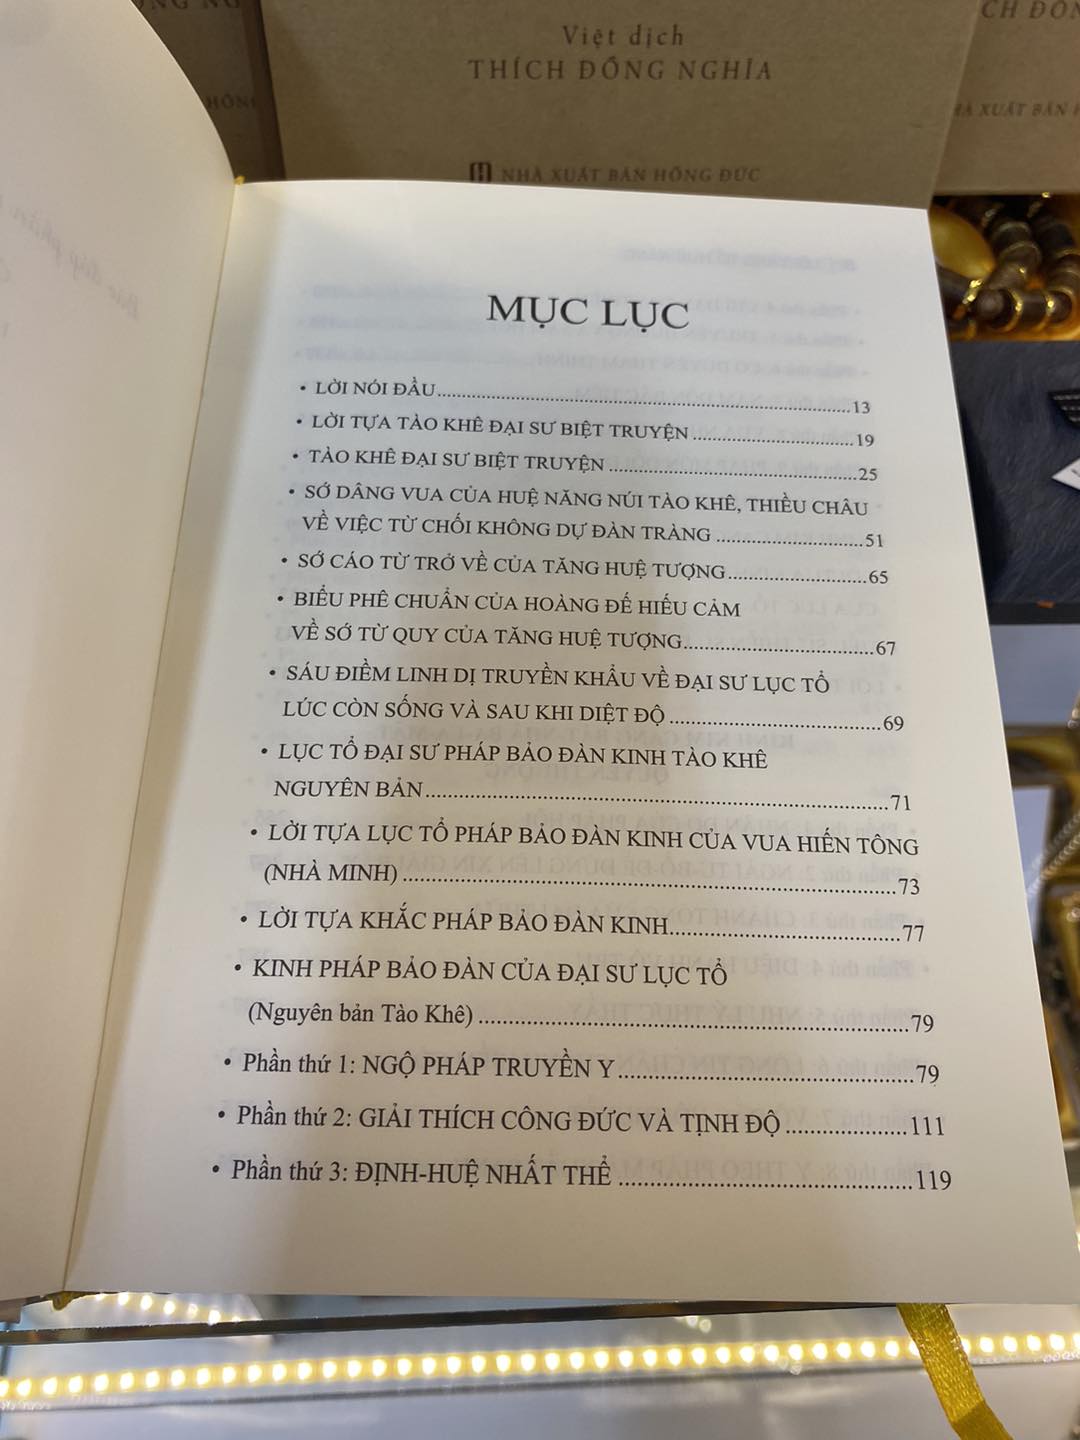 Việt dịch
THÍCH ĐỒNG NGHĨA
NHÀ XUẤT BẢN HỒNG ĐỨC
MỤC LỤC
• LỜI NÓI ĐẦU..........13
• LỜI TỰA TÀO KHÊ ĐẠI SƯ BIỆT TRUYỆN..........19
• TÀO KHÊ ĐẠI SƯ BIỆT TRUYỆN..........25
• SỚ DÂNG VUA CỦA HUỆ NĂNG NÚI TÀO KHÊ, THIỀU CHÂU
VỀ VIỆC TỪ CHỐI KHÔNG DỰ ĐÀN TRÀNG..........51
• SỚ CÁO TỪ TRỞ VỀ CỦA TĂNG HUỆ TƯỢNG..........65
• BIỂU PHÊ CHUẨN CỦA HOÀNG ĐẾ HIẾU CẢM
VỀ SỚ TỪ QUY CỦA TĂNG HUỆ TƯỢNG..........67
• SÁU ĐIỀM LINH DỊ TRUYỀN KHẨU VỀ ĐẠI SƯ LỤC TỔ
LÚC CÒN SỐNG VÀ SAU KHI DIỆT ĐỘ..........69
• LỤC TỔ ĐẠI SƯ PHÁP BẢO ĐÀN KINH TÀO KHÊ
NGUYÊN BẢN..........71
• LỜI TỰA LỤC TỔ PHÁP BẢO ĐÀN KINH CỦA VUA HIẾN TÔNG
(NHÀ MINH)..........73
• LỜI TỰA KHẮC PHÁP BẢO ĐÀN KINH..........77
• KINH PHÁP BẢO ĐÀN CỦA ĐẠI SƯ LỤC TỔ
(Nguyên bản Tào Khê)..........79
• Phần thứ 1: NGỘ PHÁP TRUYỀN Y..........79
• Phần thứ 2: GIẢI THÍCH CÔNG ĐỨC VÀ TỊNH ĐỘ..........111
• Phần thứ 3: ĐỊNH-HUỆ NHẤT THỂ..........119